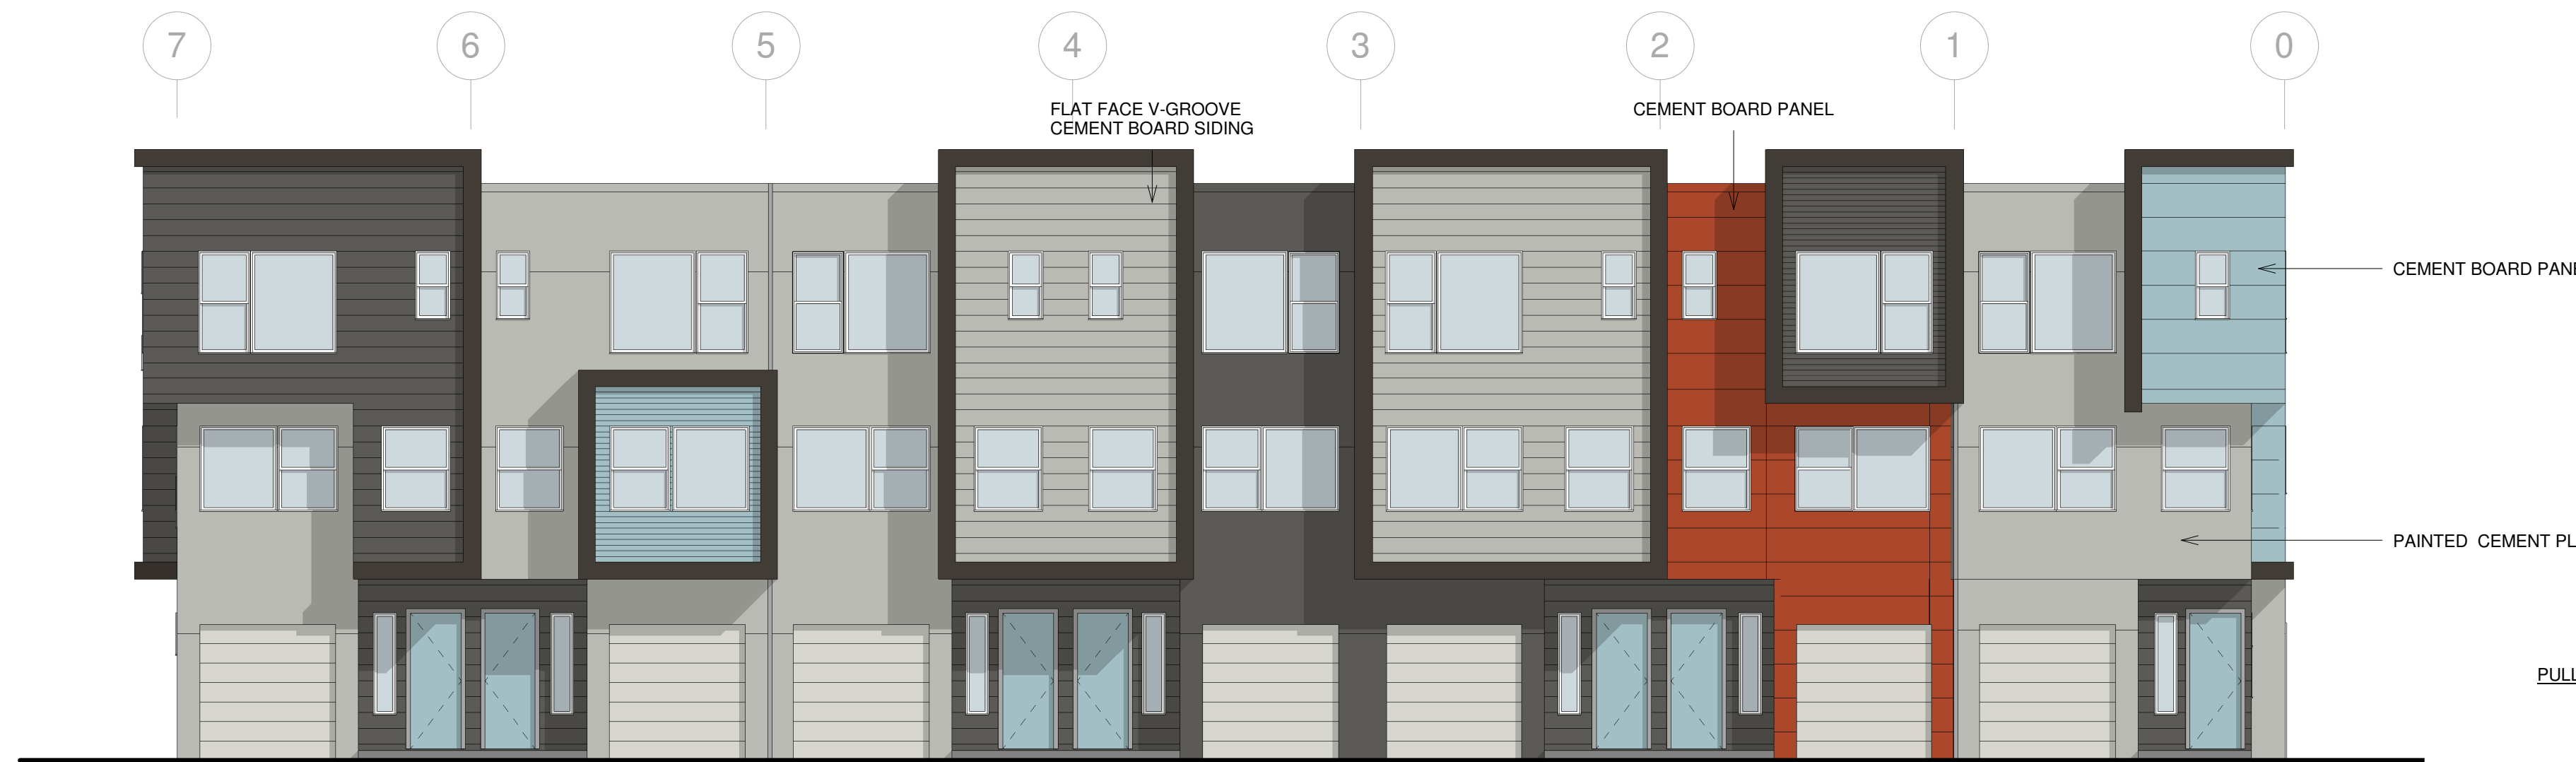 7 6 5 4 3 2 1 0
FLAT FACE V-GROOVE
CEMENT BOARD SIDING
CEMENT BOARD PANEL
CEMENT BOARD PANE
PAINTED CEMENT PL
PULL